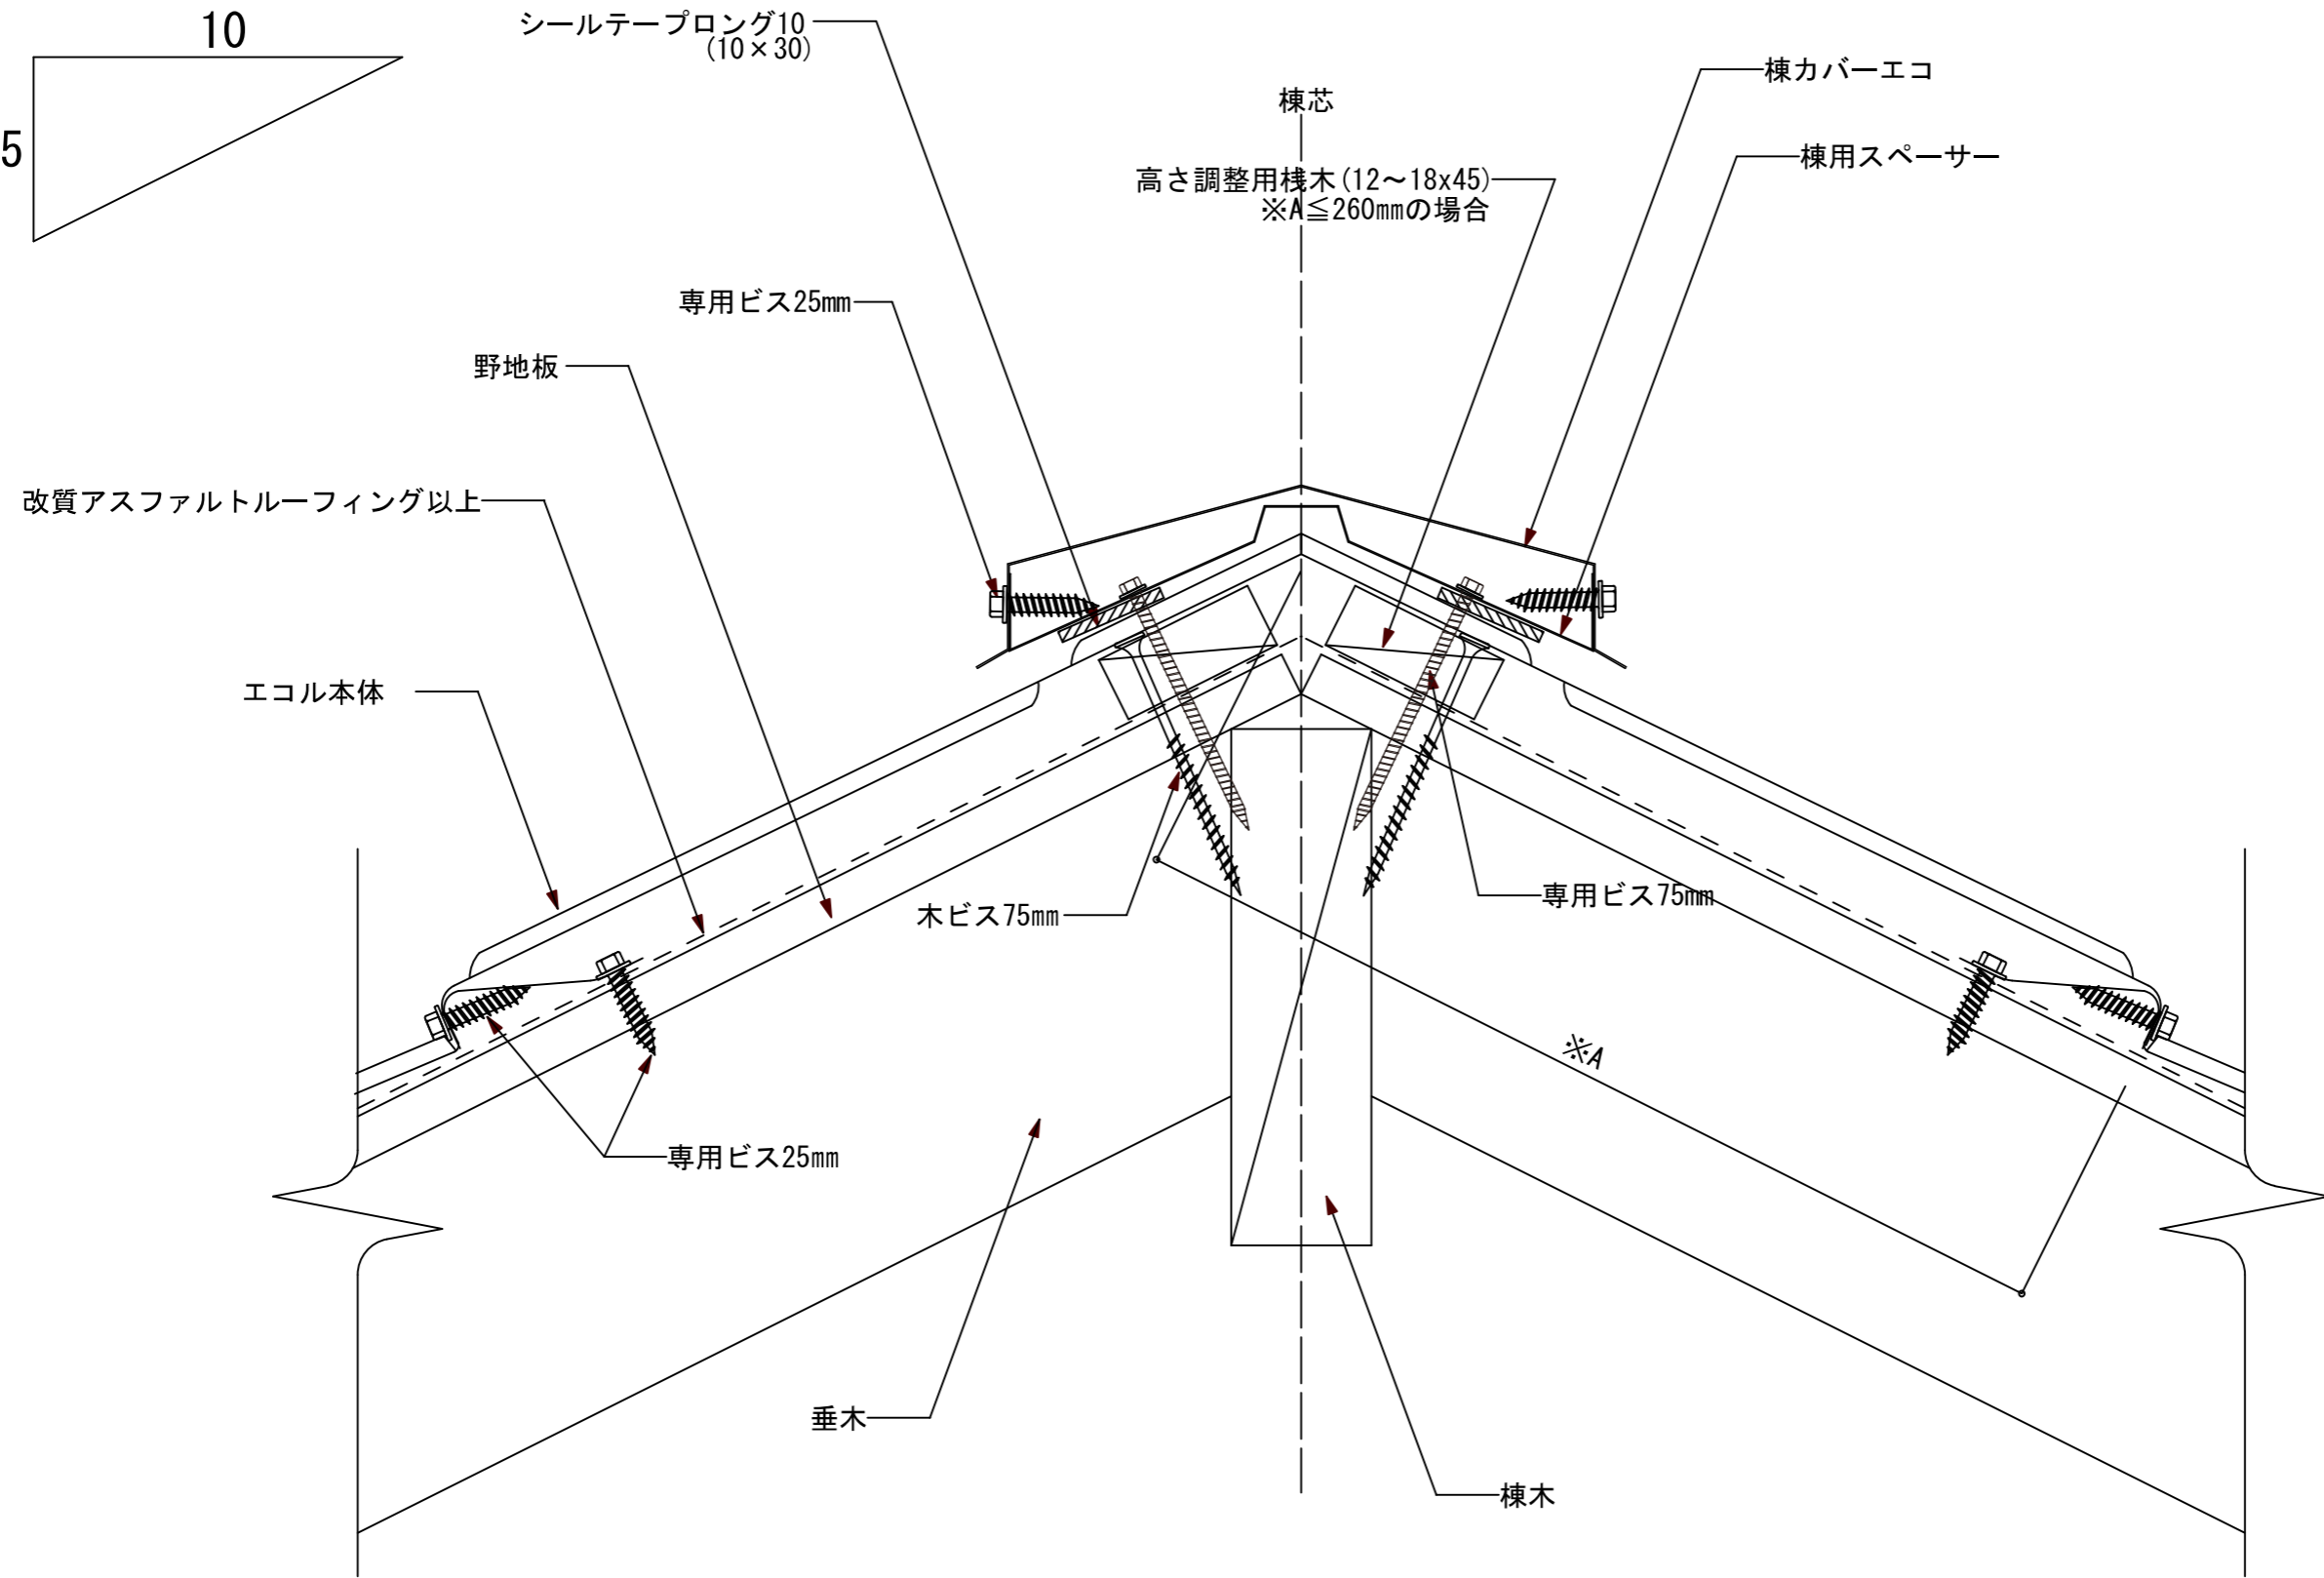 10
5
シールテープロング10
(10×30)
棟カバーエコ
棟芯
棟用スペーサー
高さ調整用桟木(12～18x45)
※A≦260mmの場合
専用ビス25mm
野地板
改質アスファルトルーフィング以上
エコル本体
木ビス75mm
専用ビス75mm
※A
専用ビス25mm
垂木
棟木